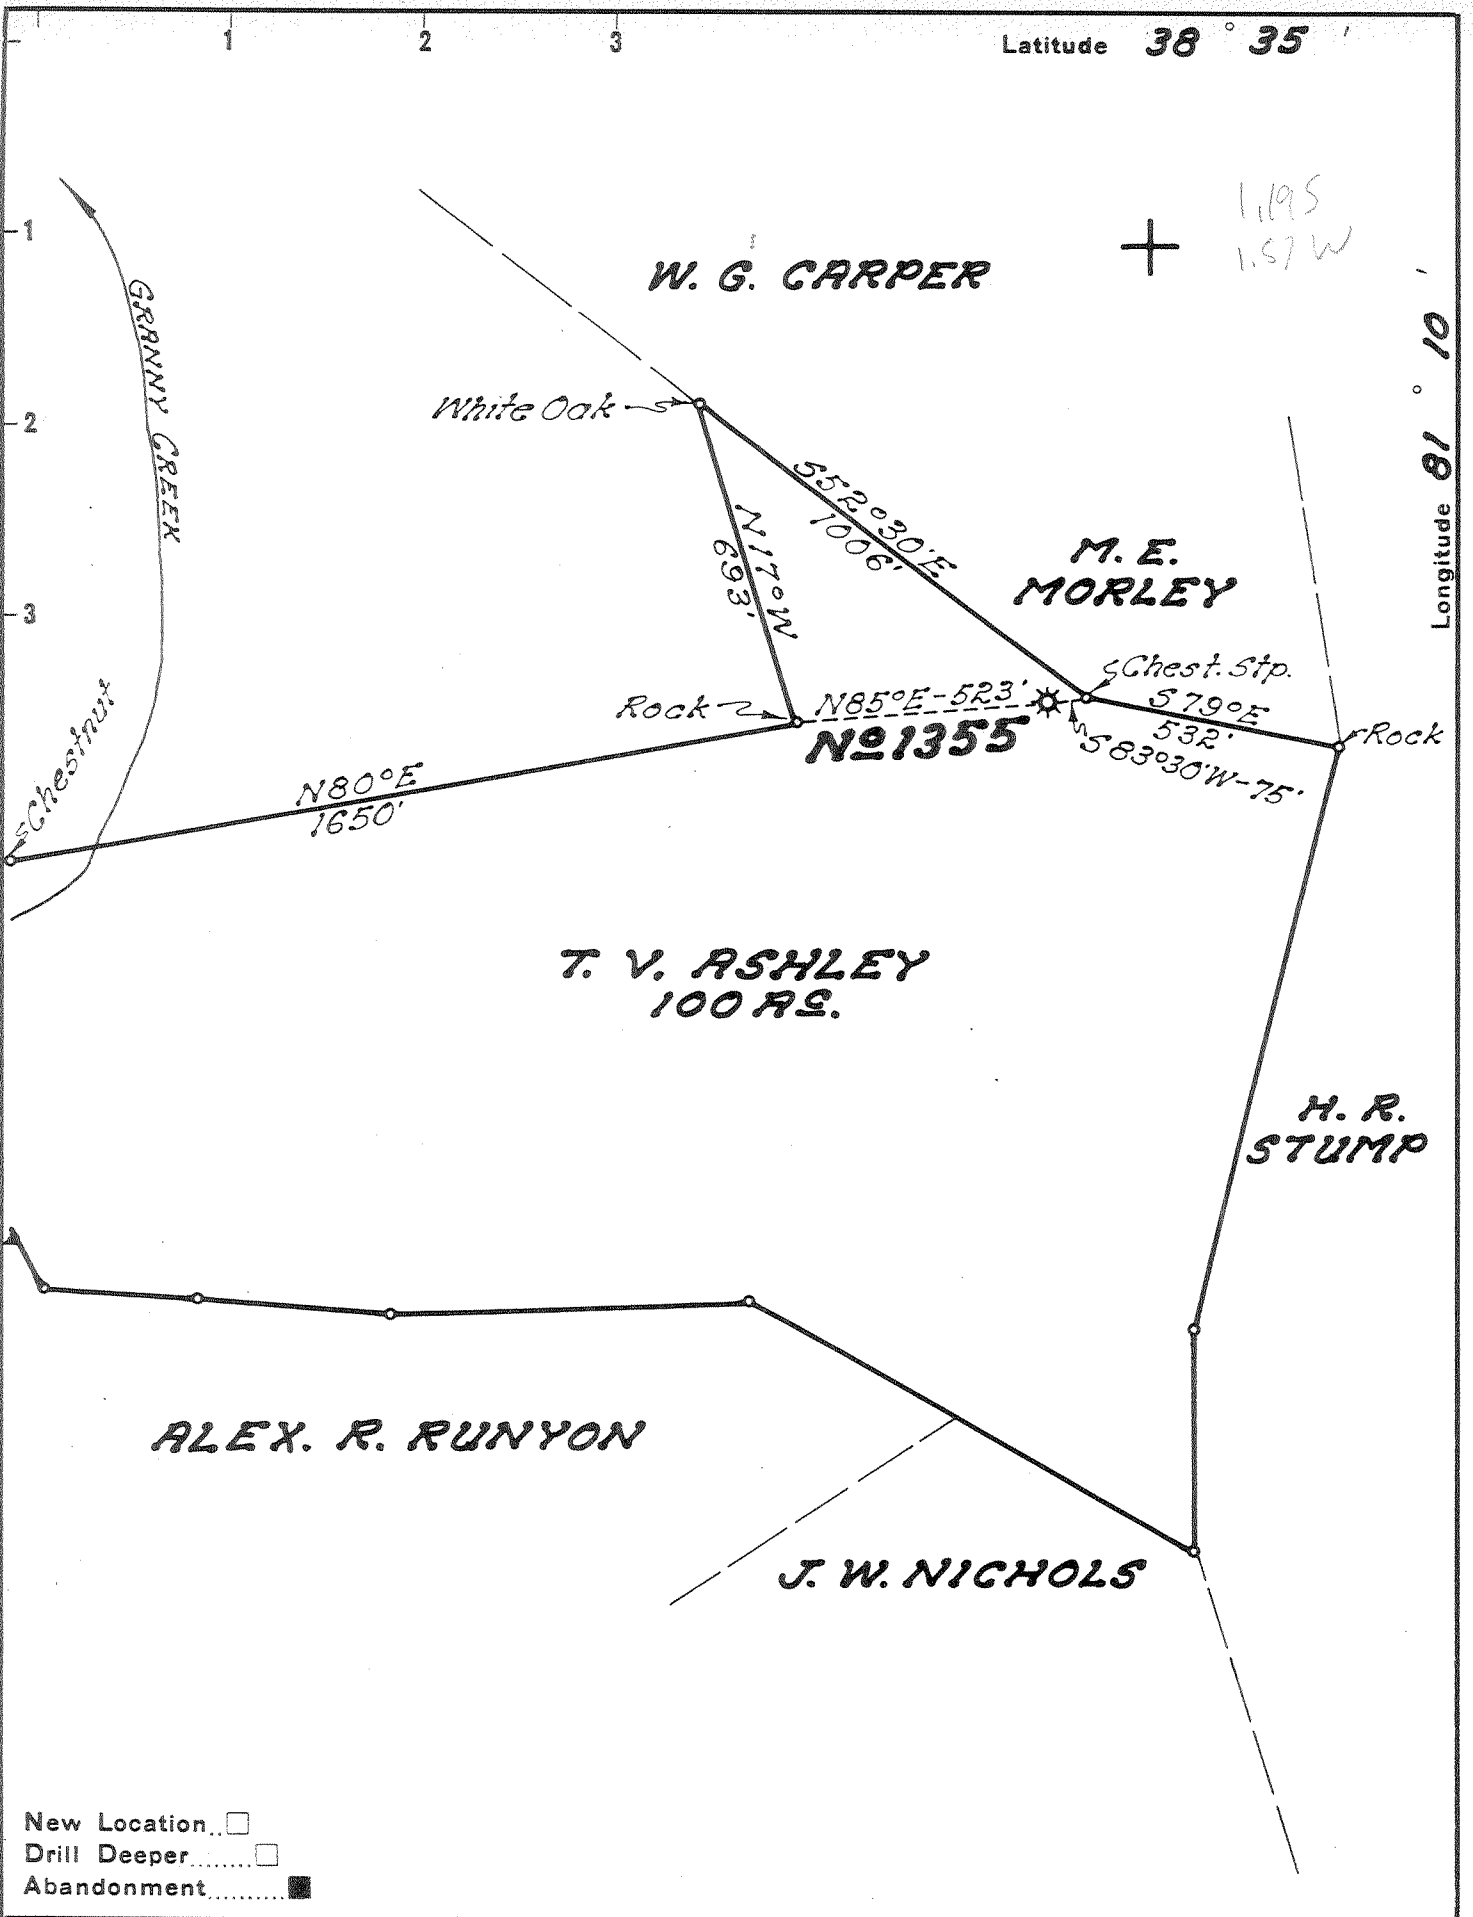 1 2 3 Latitude 38 ° 35 '
1
2
3
1.19 S
1.57 W
Longitude 81 ° 10 '
W. G. CARPER
GRANNY CREEK
White Oak
S52°30'E
1006'
N17°W
693'
M. E.
MORLEY
Chest. Stp.
S79°E
532'
Rock
Rock
N85°E-523'
No 1355
S83°30'W-75'
Chestnut
N80°E
1650'
T. V. ASHLEY
100 Ac.
H. R.
STUMP
ALEX. R. RUNYON
J. W. NICHOLS
New Location..
Drill Deeper........
Abandonment..........